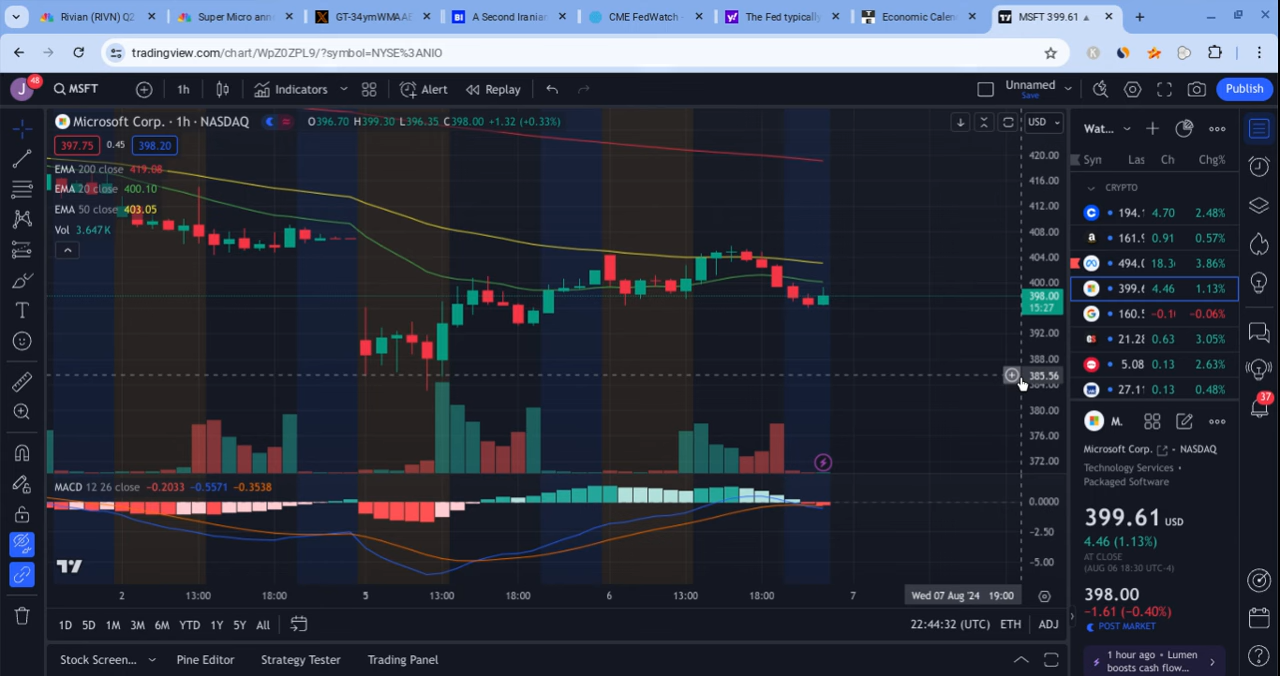 Rivian (RIVN) Q2
Super Micro ann
GT-34ymWMAAE
A Second Iranian
CME FedWatch -
The Fed typically
Economic Calen
MSFT 399.61 ▲
tradingview.com/chart/WpZ0ZPL9/?symbol=NYSE%3ANIO
J 48 MSFT 1h Indicators Alert Replay Unnamed Save Publish
Microsoft Corp. · 1h · NASDAQ O396.70 H399.30 L396.35 C398.00 +1.32 (+0.33%)
397.75 0.45 398.20
EMA 200 close 419.08
EMA 20 close 400.10
EMA 50 close 403.05
Vol 3.647K
USD
420.00
416.00
412.00
408.00
404.00
400.00
398.00
15:27
392.00
388.00
385.56
384.00
380.00
376.00
372.00
MACD 12 26 close −0.2033 −0.5571 −0.3538
0.0000
−2.50
−5.00
2 13:00 18:00 5 13:00 18:00 6 13:00 18:00 7 Wed 07 Aug '24 19:00
1D 5D 1M 3M 6M YTD 1Y 5Y All 22:44:32 (UTC) ETH ADJ
Stock Screen... Pine Editor Strategy Tester Trading Panel
Wat...
Syn Las Ch Chg%
CRYPTO
194. 4.70 2.48%
161. 0.91 0.57%
494. 18.3 3.86%
399.6 4.46 1.13%
160. −0.1 −0.06%
21.28 0.63 3.05%
5.08 0.13 2.63%
27.1 0.13 0.48%
37
M.
Microsoft Corp. · NASDAQ
Technology Services •
Packaged Software
399.61 USD
4.46 (1.13%)
AT CLOSE
(AUG 06 18:30 UTC-4)
398.00
−1.61 (−0.40%)
POST MARKET
1 hour ago • Lumen
boosts cash flow...